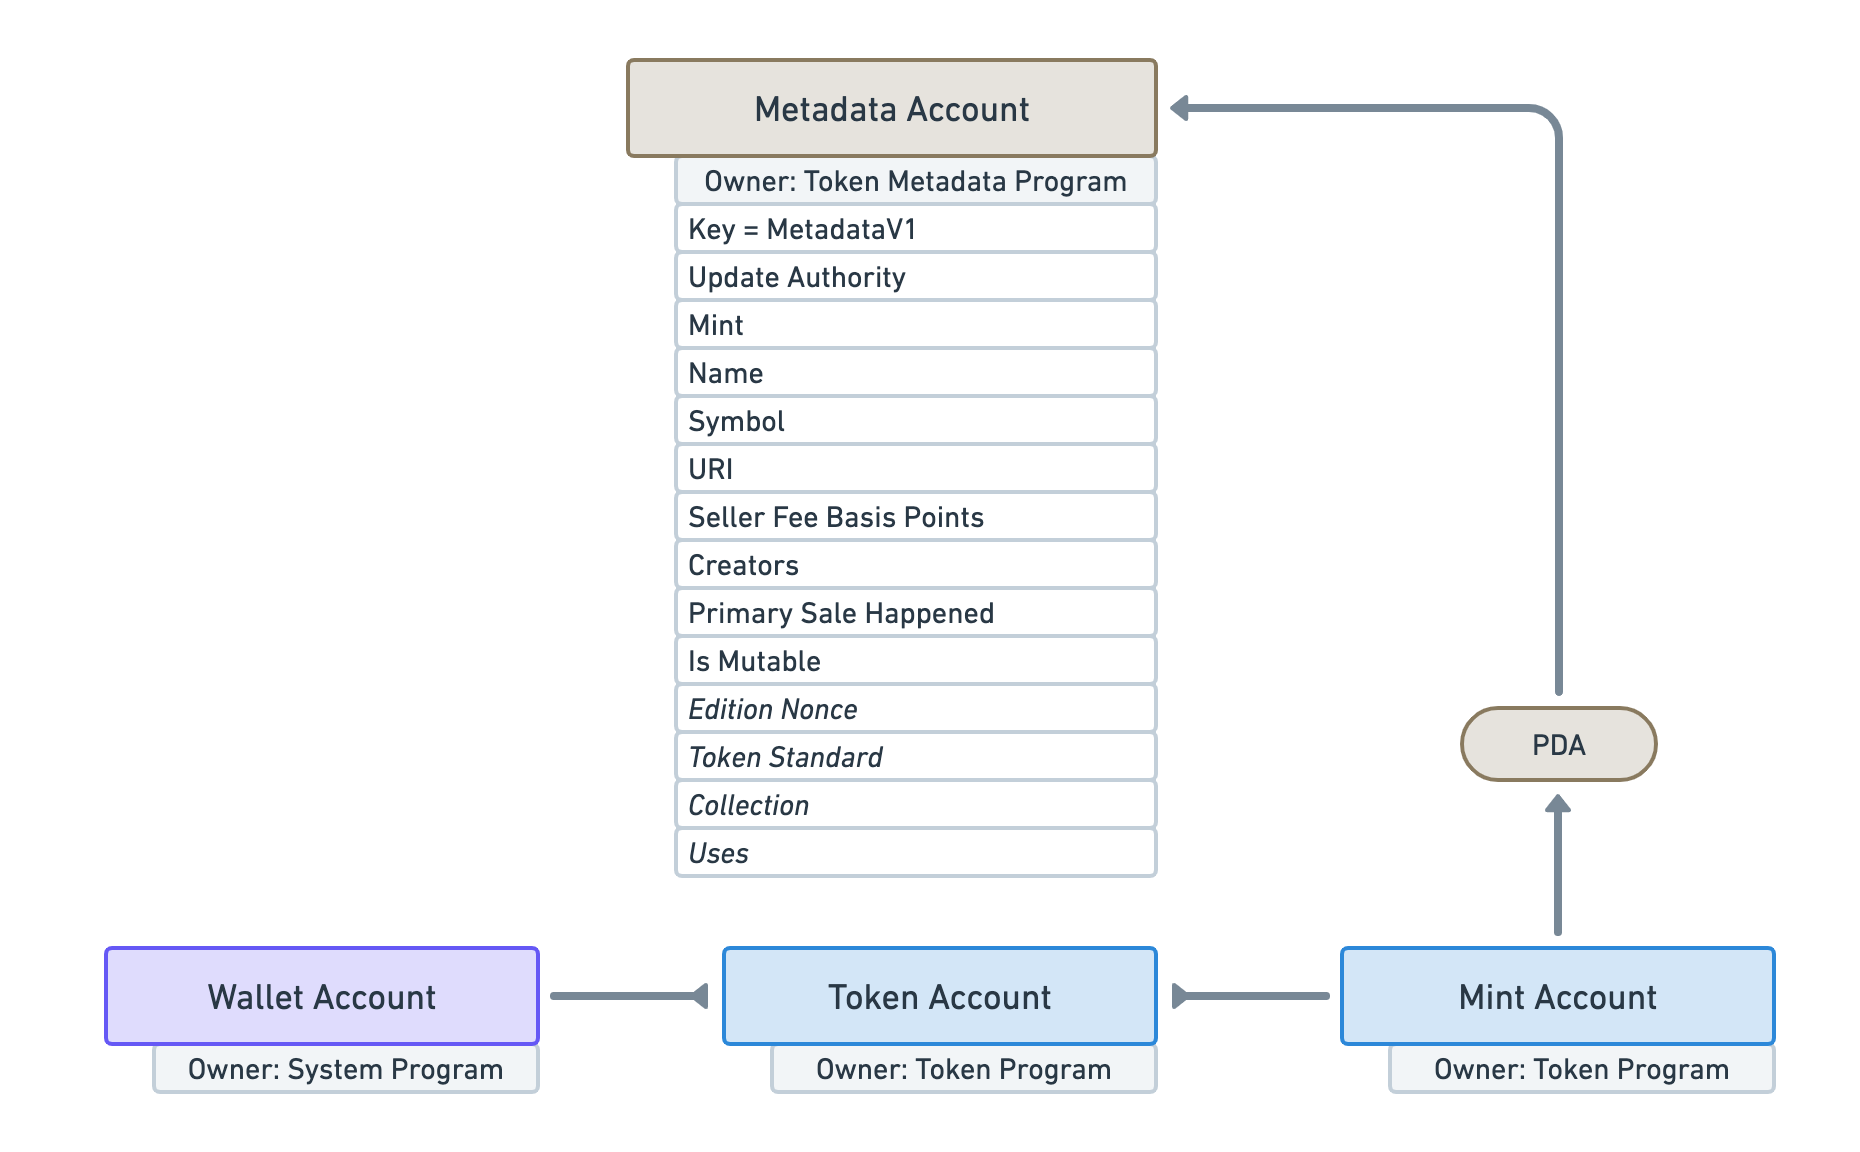 Metadata Account
Owner: Token Metadata Program
Key = MetadataV1
Update Authority
Mint
Name
Symbol
URI
Seller Fee Basis Points
Creators
Primary Sale Happened
Is Mutable
Edition Nonce
Token Standard
Collection
Uses
PDA
Wallet Account
Owner: System Program
Token Account
Owner: Token Program
Mint Account
Owner: Token Program